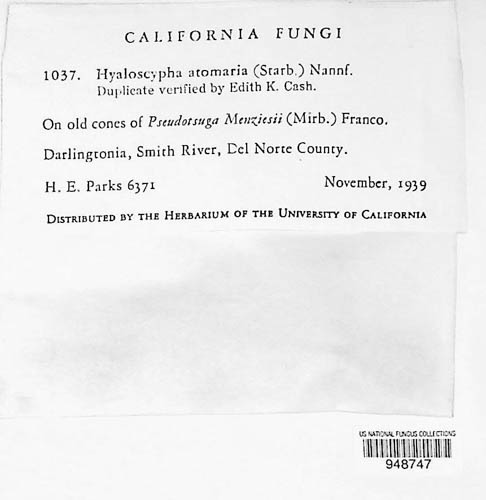 CALIFORNIA FUNGI
1037. Hyaloscypha atomaria (Starb.) Nannf.
Duplicate verified by Edith K. Cash.
On old cones of Pseudotsuga Menziesii (Mirb.) Franco.
Darlingtonia, Smith River, Del Norte County.
H. E. Parks 6371 November, 1939
DISTRIBUTED BY THE HERBARIUM OF THE UNIVERSITY OF CALIFORNIA
US NATIONAL FUNGUS COLLECTIONS
948747